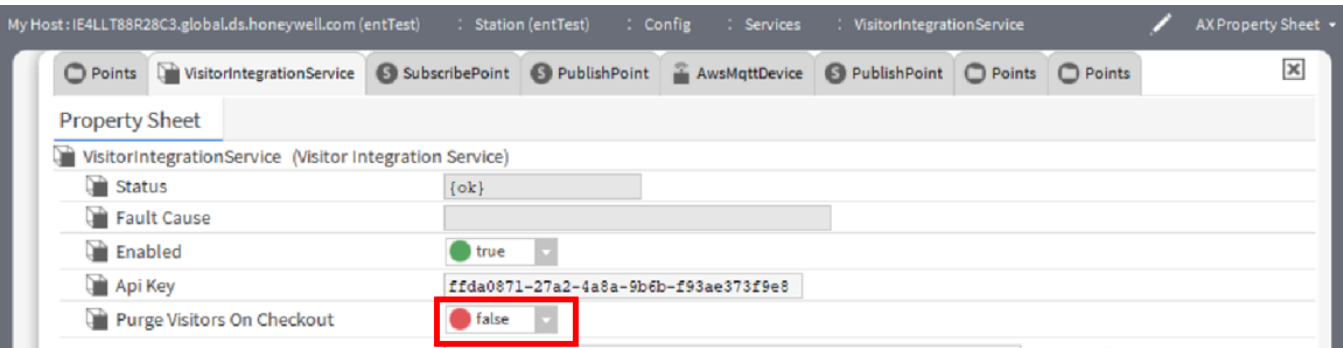 My Host : IE4LLT88R28C3.global.ds.honeywell.com (entTest) : Station (entTest) : Config : Services : VisitorIntegrationService AX Property Sheet
Points VisitorIntegrationService SubscribePoint PublishPoint AwsMqttDevice PublishPoint Points Points
Property Sheet
VisitorIntegrationService (Visitor Integration Service)
Status {ok}
Fault Cause
Enabled true
Api Key ffda0871-27a2-4a8a-9b6b-f93ae373f9e8
Purge Visitors On Checkout false